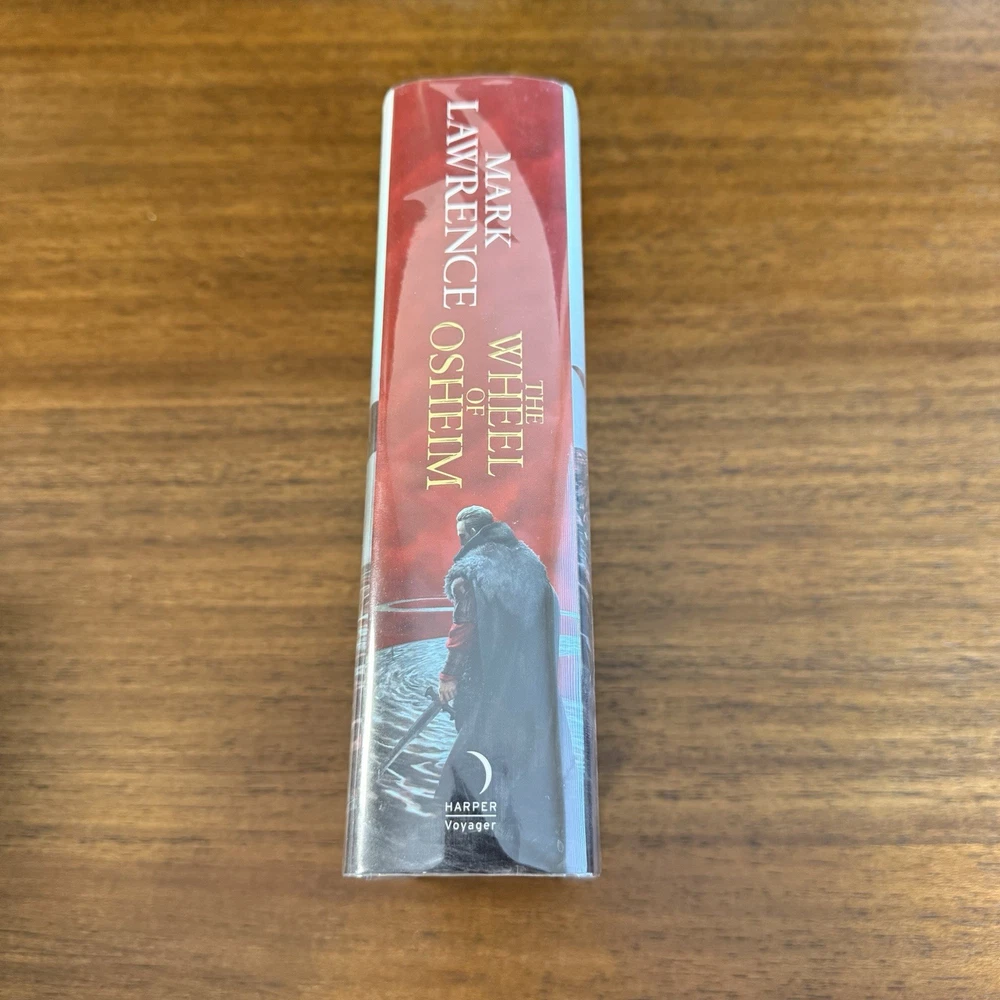 MARK
LAWRENCE
THE
WHEEL
OF
OSHEIM
HARPER
Voyager